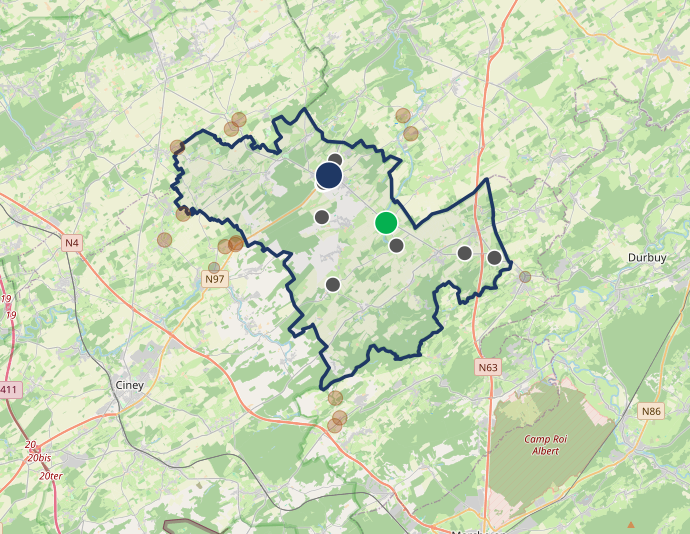 N4
Durbuy
N97
19
19
N63
Ciney
411
N86
Camp Roi
Albert
20
20bis
20ter